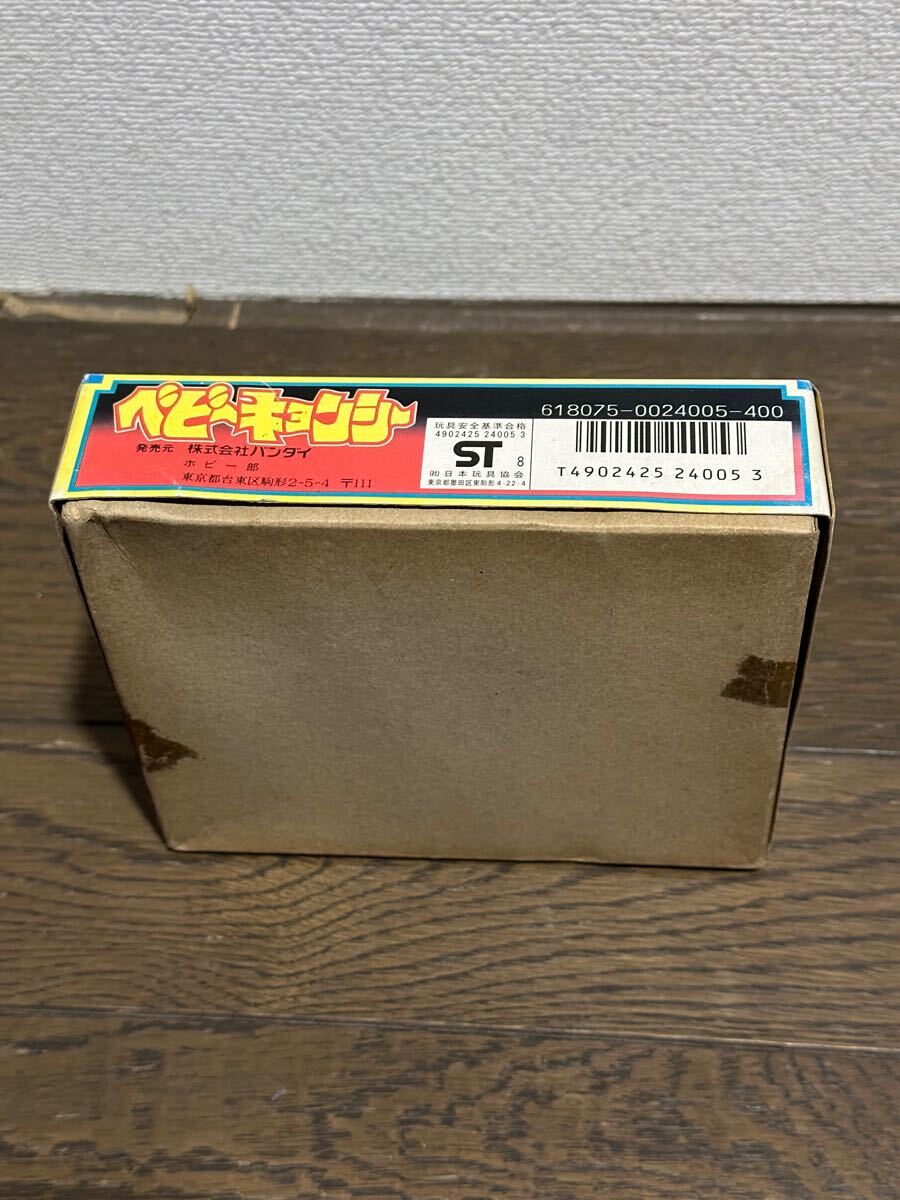 ベビーキョンシー
発売元 株式会社バンダイ
ホビー部
東京都台東区駒形2-5-4 〒111
玩具安全基準合格
4902425 24005 3
ST 8
㈳日本玩具協会
東京都墨田区東駒形4-22-4
618075-0024005-400
T4902425 24005 3